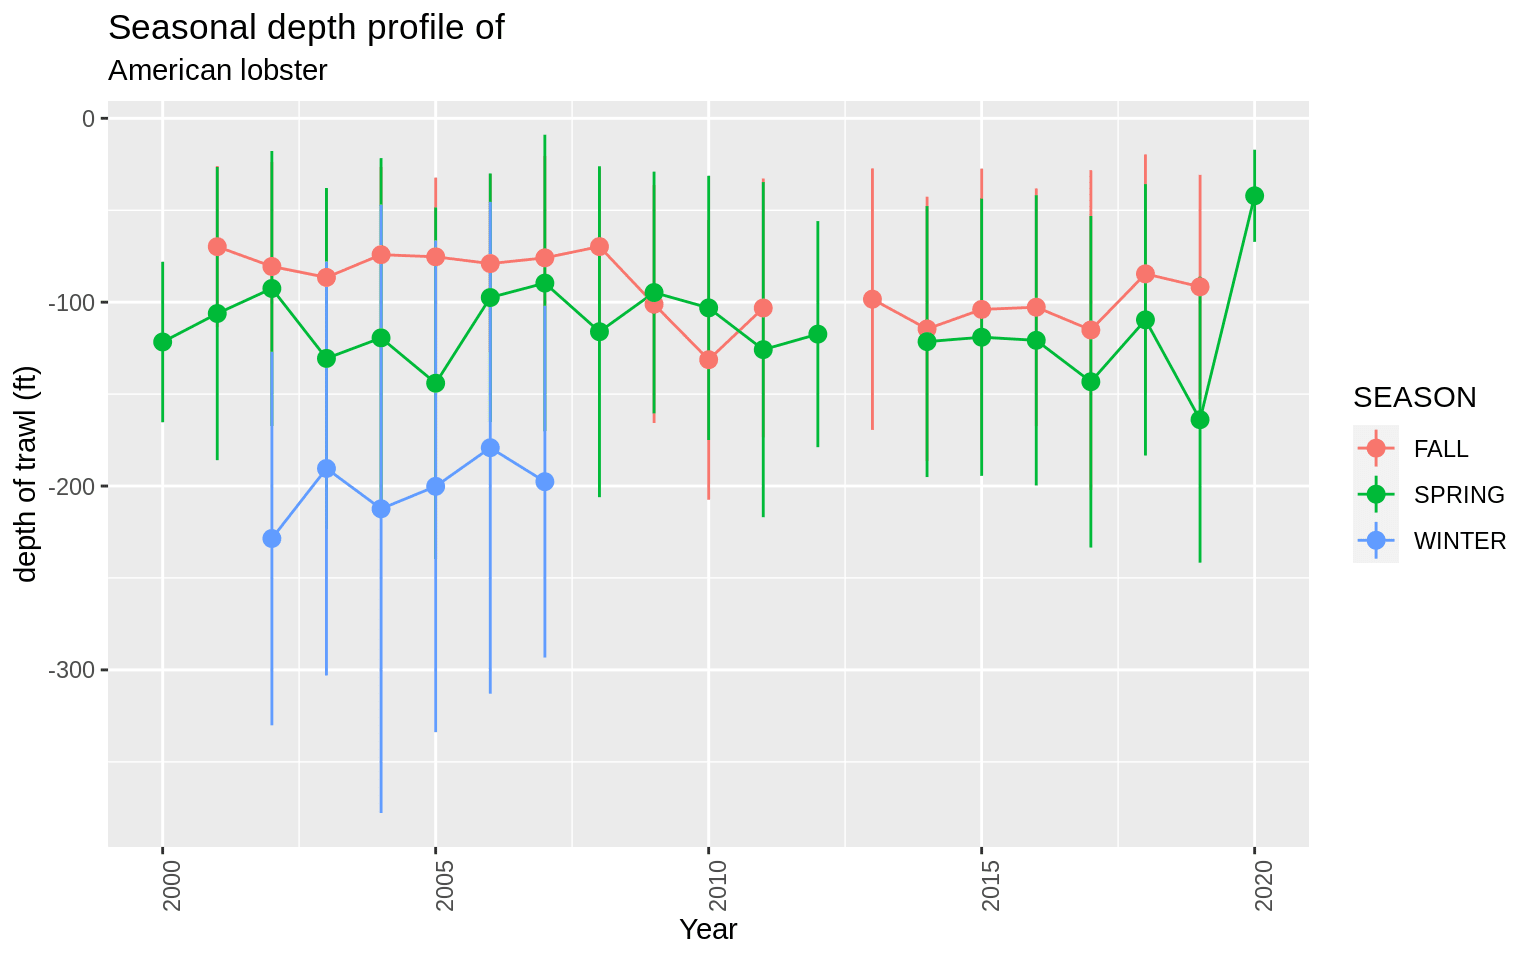 Seasonal depth profile of
American lobster
depth of trawl (ft)
0
-100
-200
-300
2000
2005
2010
2015
2020
Year
SEASON
FALL
SPRING
WINTER